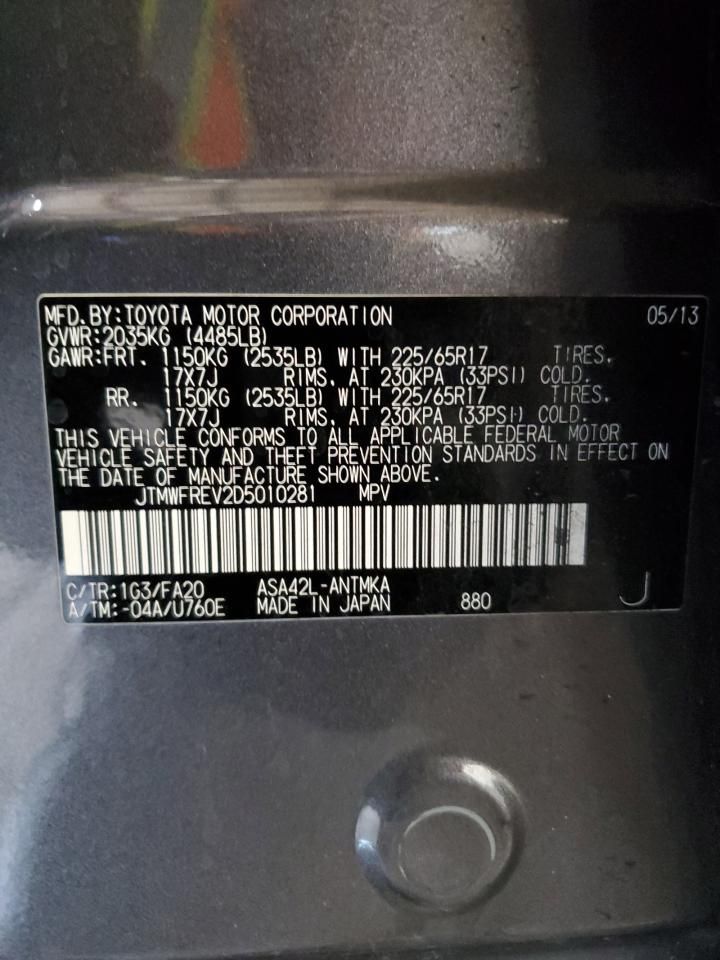 MFD.BY:TOYOTA MOTOR CORPORATION 05/13
GVWR:2035KG (4485LB)
GAWR:FRT. 1150KG (2535LB) WITH 225/65R17 TIRES,
17X7J RIMS, AT 230KPA (33PSI) COLD.
RR. 1150KG (2535LB) WITH 225/65R17 TIRES,
17X7J RIMS, AT 230KPA (33PSI) COLD.
THIS VEHICLE CONFORMS TO ALL APPLICABLE FEDERAL MOTOR
VEHICLE SAFETY AND THEFT PREVENTION STANDARDS IN EFFECT ON
THE DATE OF MANUFACTURE SHOWN ABOVE.
JTMWFREV2D5010281 MPV
C/TR:1G3/FA20 ASA42L-ANTMKA
A/TM:-04A/U760E MADE IN JAPAN 880 J